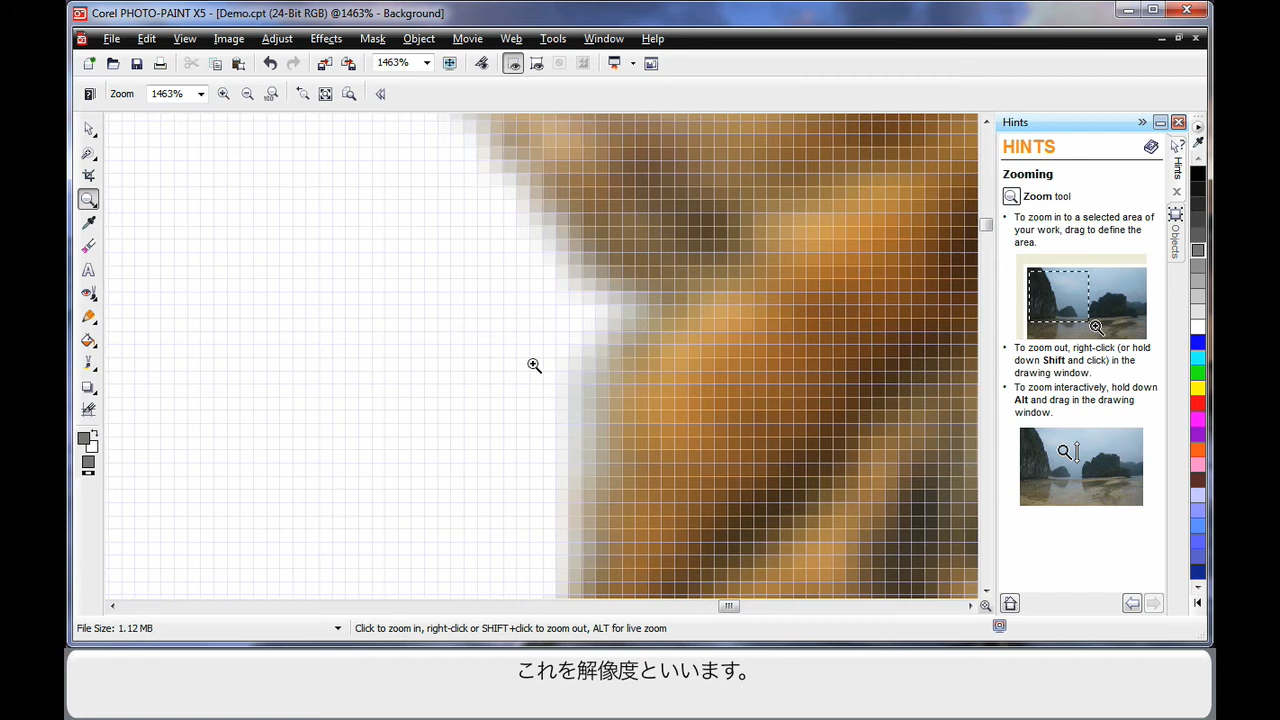 Corel PHOTO-PAINT X5 - [Demo.cpt (24-Bit RGB) @1463% - Background]
File Edit View Image Adjust Effects Mask Object Movie Web Tools Window Help
1463%
Zoom 1463%
Hints
HINTS
Zooming
Zoom tool
• To zoom in to a selected area of
your work, drag to define the
area.
• To zoom out, right-click (or hold
down Shift and click) in the
drawing window.
• To zoom interactively, hold down
Alt and drag in the drawing
window.
Hints
Objects
File Size: 1.12 MB
Click to zoom in, right-click or SHIFT+click to zoom out, ALT for live zoom
これを解像度といいます。